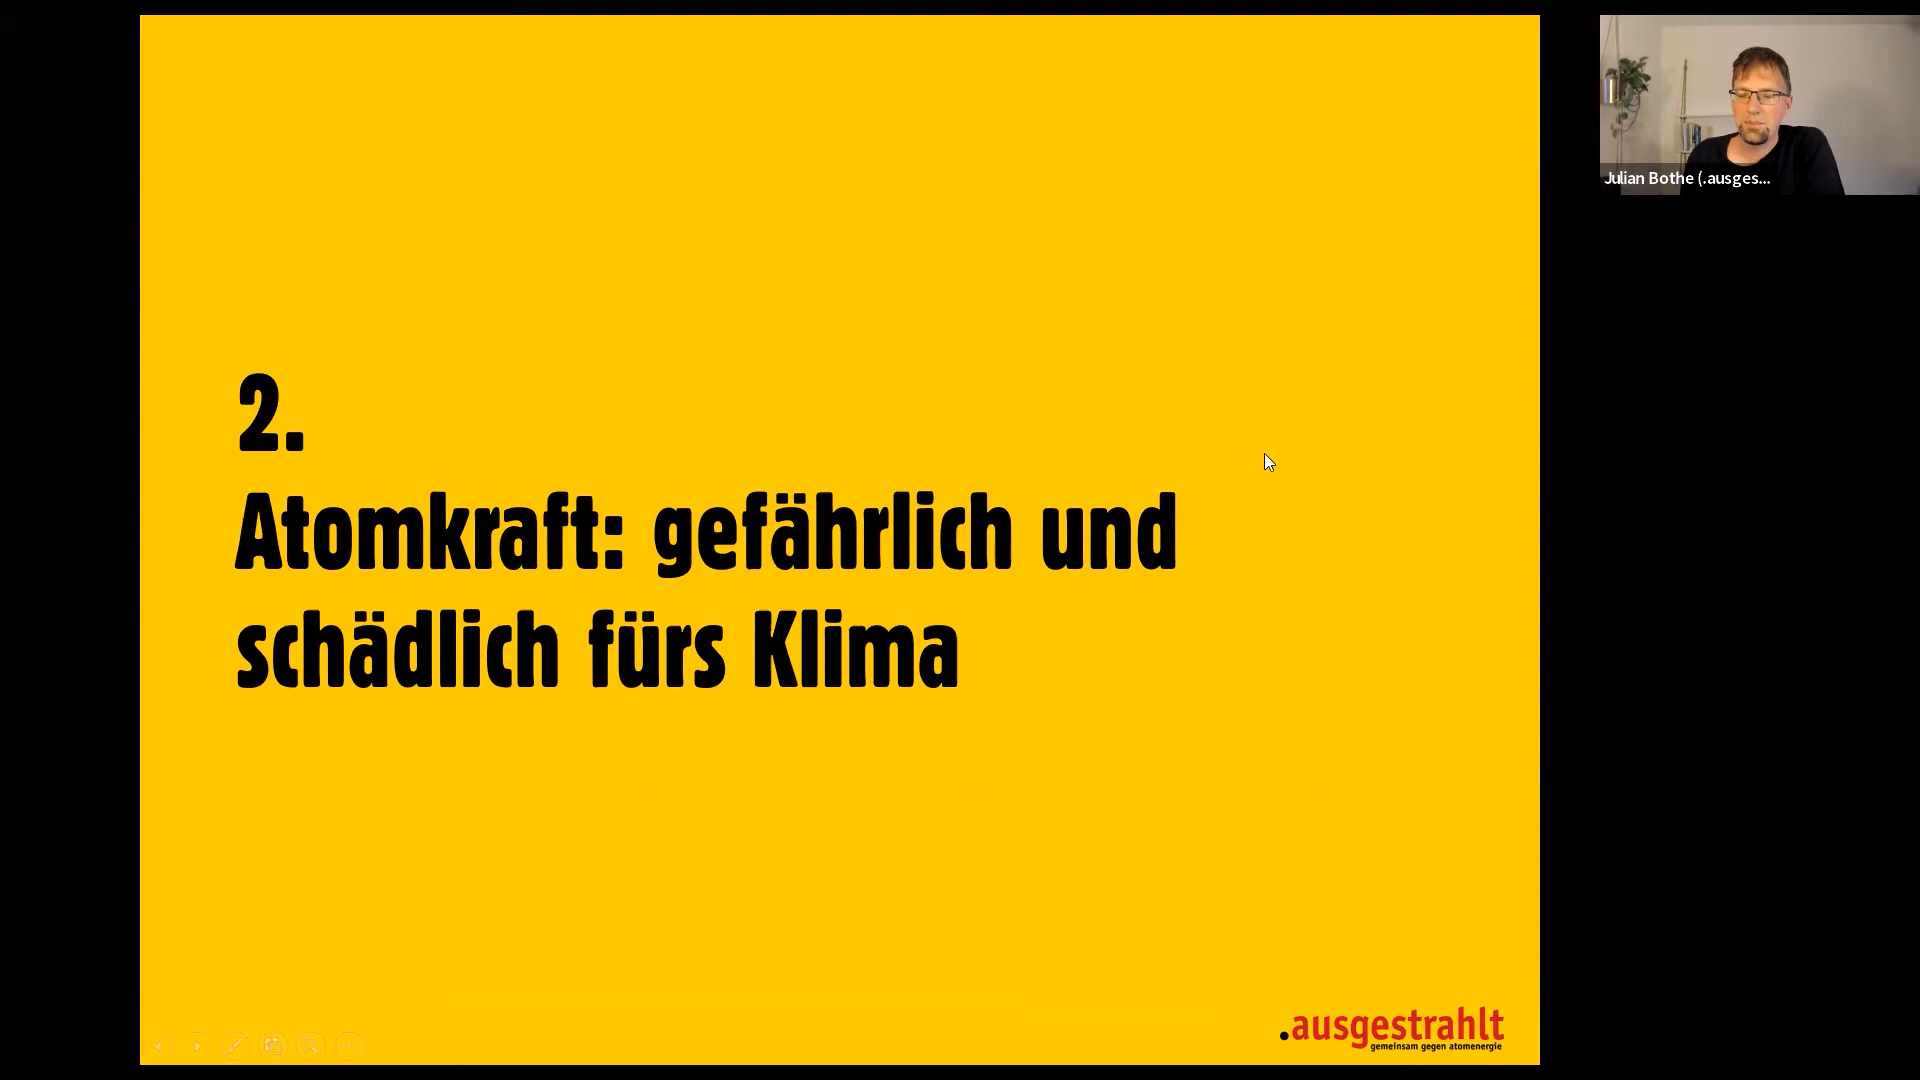 2.
Atomkraft: gefährlich und
schädlich fürs Klima
.ausgestrahlt
gemeinsam gegen atomenergie
Julian Bothe (.ausges...